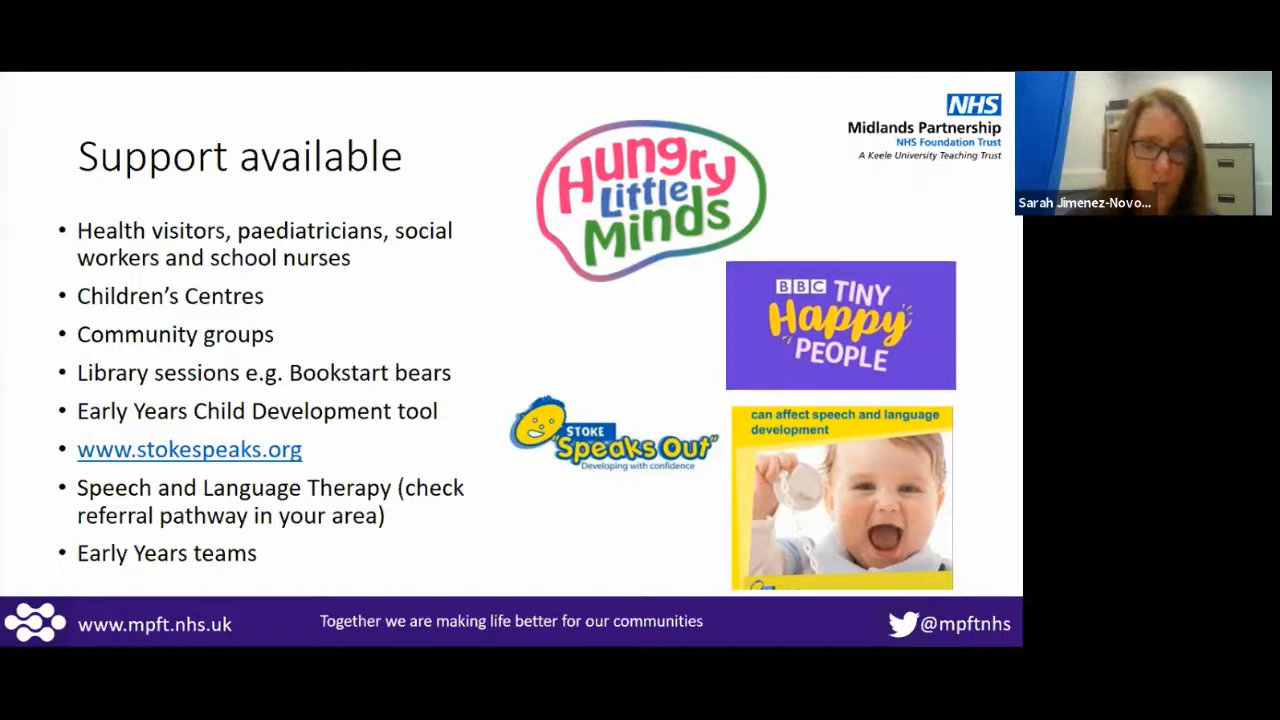 Support available
• Health visitors, paediatricians, social
workers and school nurses
• Children's Centres
• Community groups
• Library sessions e.g. Bookstart bears
• Early Years Child Development tool
• www.stokespeaks.org
• Speech and Language Therapy (check
referral pathway in your area)
• Early Years teams
Hungry
Little
Minds
NHS
Midlands Partnership
NHS Foundation Trust
A Keele University Teaching Trust
BBC TINY
Happy
PEOPLE
STOKE
"Speaks Out"
Developing with confidence
can affect speech and language
development
www.mpft.nhs.uk
Together we are making life better for our communities
@mpftnhs
Sarah Jimenez-Novo...